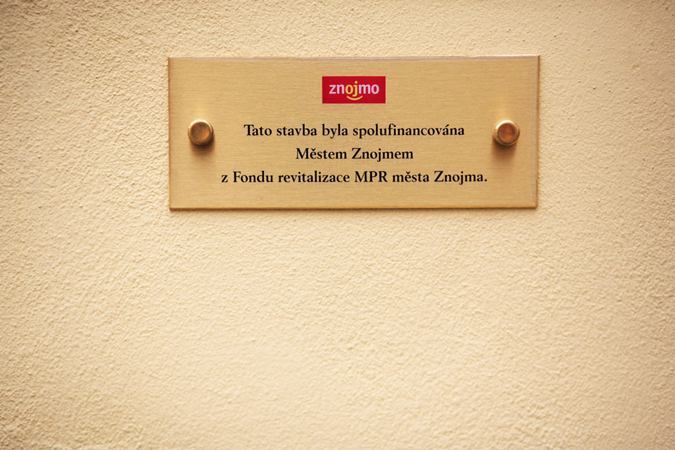 znojmo
Tato stavba byla spolufinancována
Městem Znojmem
z Fondu revitalizace MPR města Znojma.